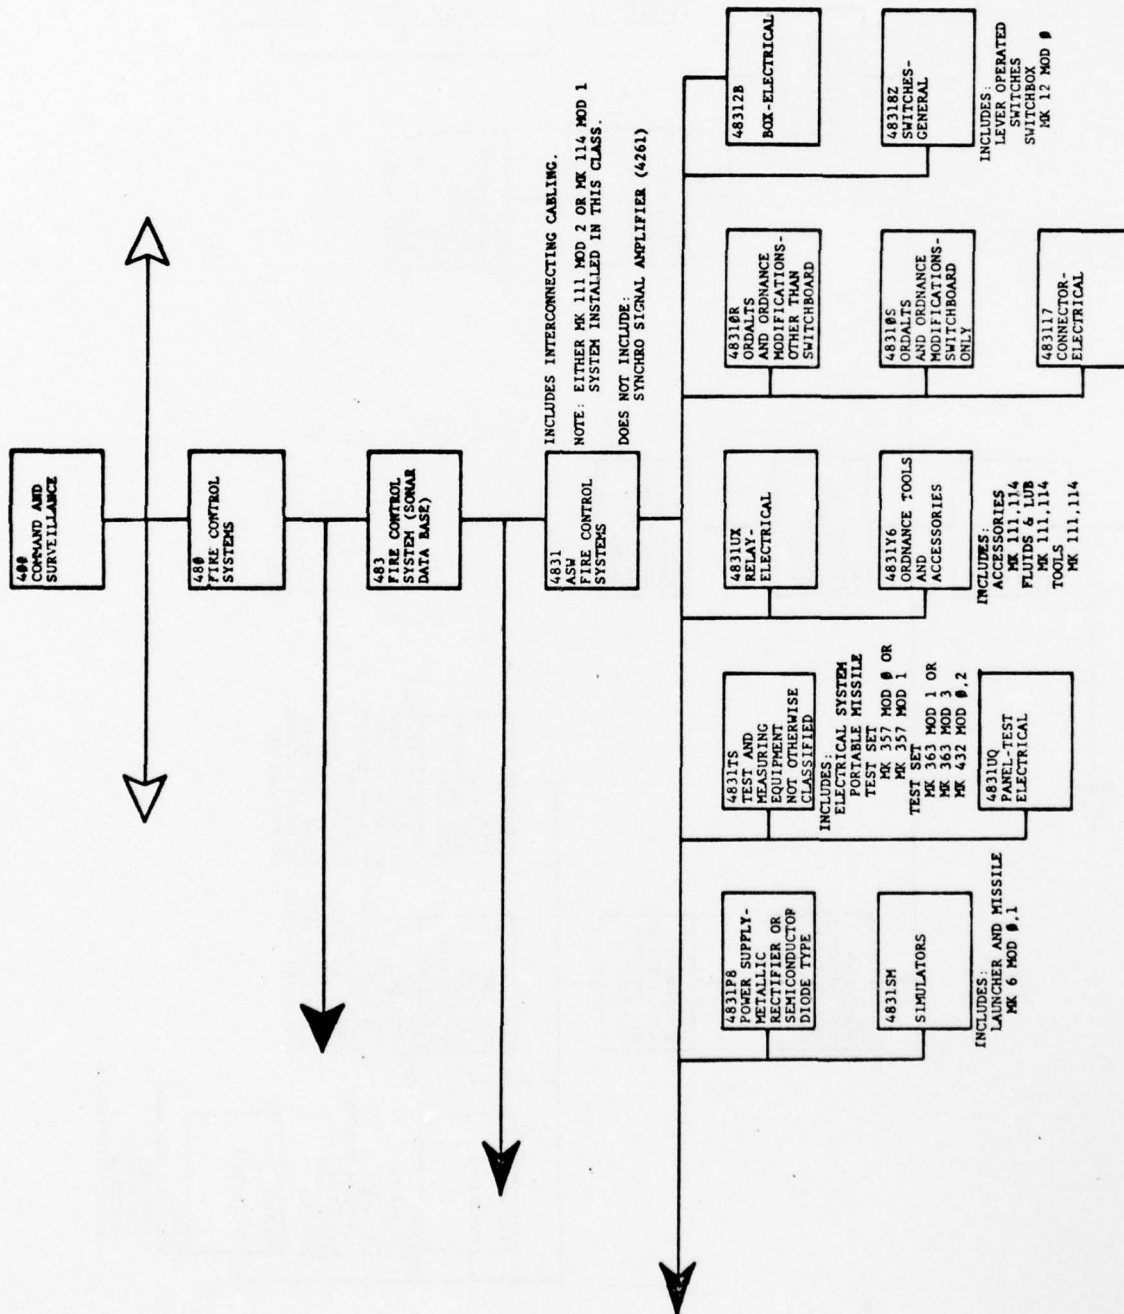 4ØØ
COMMAND AND
SURVEILLANCE
48Ø
FIRE CONTROL
SYSTEMS
483
FIRE CONTROL
SYSTEM (SONAR
DATA BASE)
4831
ASW
FIRE CONTROL
SYSTEMS
INCLUDES INTERCONNECTING CABLING.
NOTE: EITHER MK 111 MOD 2 OR MK 114 MOD 1
SYSTEM INSTALLED IN THIS CLASS.
DOES NOT INCLUDE:
SYNCHRO SIGNAL AMPLIFIER (4261)
4831P8
POWER SUPPLY-
METALLIC
RECTIFIER OR
SEMICONDUCTOR
DIODE TYPE
4831SM
SIMULATORS
INCLUDES:
LAUNCHER AND MISSILE
MK 6 MOD Ø,1
4831TS
TEST AND
MEASURING
EQUIPMENT
NOT OTHERWISE
CLASSIFIED
INCLUDES:
ELECTRICAL SYSTEM
PORTABLE MISSILE
TEST SET
MK 357 MOD Ø OR
MK 357 MOD 1
TEST SET
MK 363 MOD 1 OR
MK 363 MOD 3
MK 432 MOD Ø,2
4831UQ
PANEL-TEST
ELECTRICAL
4831UX
RELAY-
ELECTRICAL
4831Y6
ORDNANCE TOOLS
AND
ACCESSORIES
INCLUDES:
ACCESSORIES
MK 111,114
FLUIDS & LUB
MK 111,114
TOOLS
MK 111,114
4831ØR
ORDALTS
AND ORDNANCE
MODIFICATIONS-
OTHER THAN
SWITCHBOARD
4831ØS
ORDALTS
AND ORDNANCE
MODIFICATIONS-
SWITCHBOARD
ONLY
483117
CONNECTOR-
ELECTRICAL
48312B
BOX-ELECTRICAL
48318Z
SWITCHES-
GENERAL
INCLUDES:
LEVER OPERATED
SWITCHES
SWITCHBOX
MK 12 MOD Ø